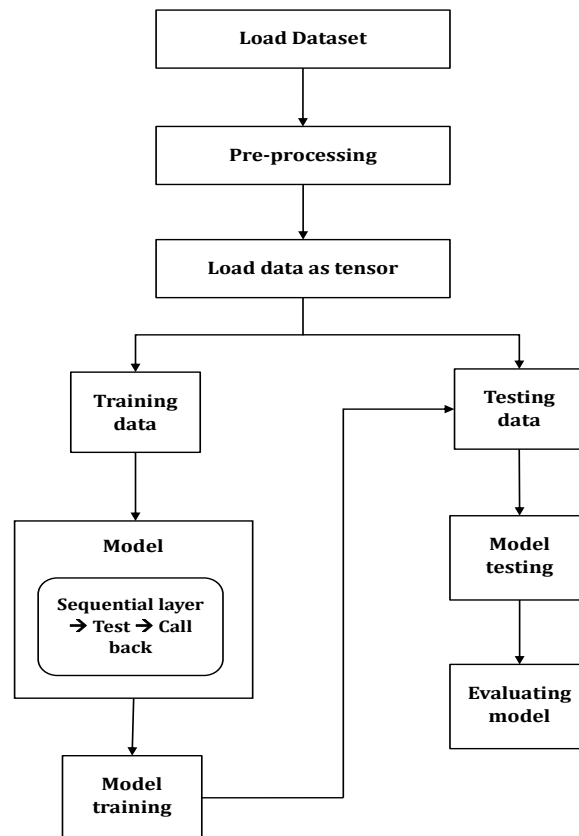 Load Dataset
Pre-processing
Load data as tensor
Training
data
Testing
data
Model
Sequential layer
→ Test → Call
back
Model
testing
Evaluating
model
Model
training